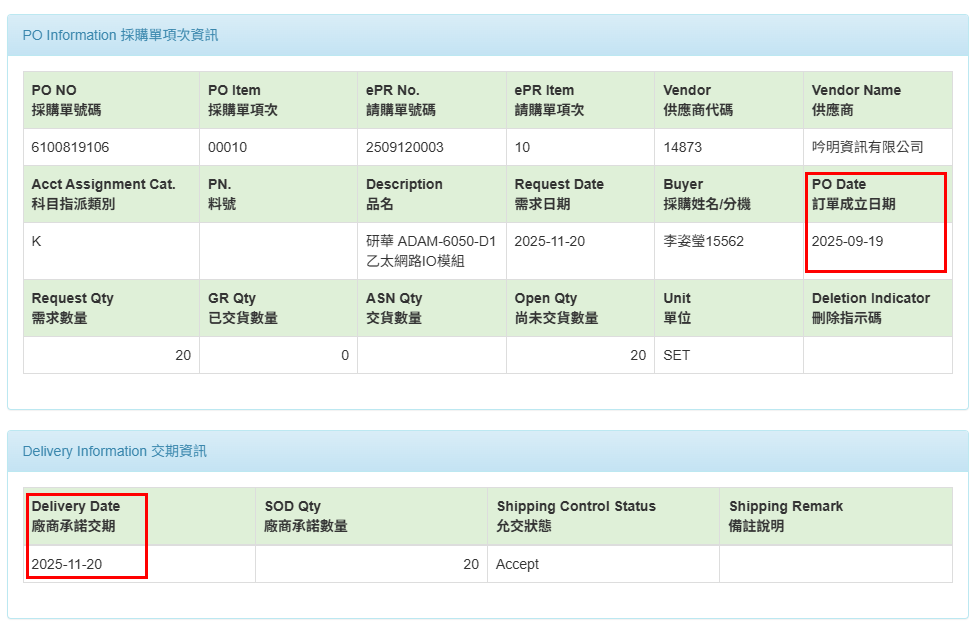 PO Information 採購單項次資訊
PO NO PO Item ePR No. ePR Item Vendor Vendor Name
採購單號碼 採購單項次 請購單號碼 請購單項次 供應商代碼 供應商
6100819106 00010 2509120003 10 14873 吟明資訊有限公司
Acct Assignment Cat. PN. Description Request Date Buyer PO Date
科目指派類別 料號 品名 需求日期 採購姓名/分機 訂單成立日期
K 研華 ADAM-6050-D1 2025-11-20 李姿瑩15562 2025-09-19
乙太網路IO模組
Request Qty GR Qty ASN Qty Open Qty Unit Deletion Indicator
需求數量 已交貨數量 交貨數量 尚未交貨數量 單位 刪除指示碼
20 0 20 SET
Delivery Information 交期資訊
Delivery Date SOD Qty Shipping Control Status Shipping Remark
廠商承諾交期 廠商承諾數量 允交狀態 備註說明
2025-11-20 20 Accept